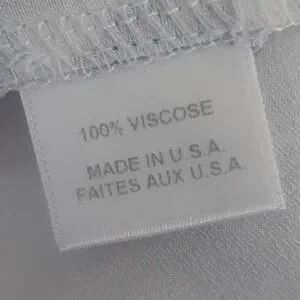 100% VISCOSE
MADE IN U.S.A.
FAITES AUX U.S.A.